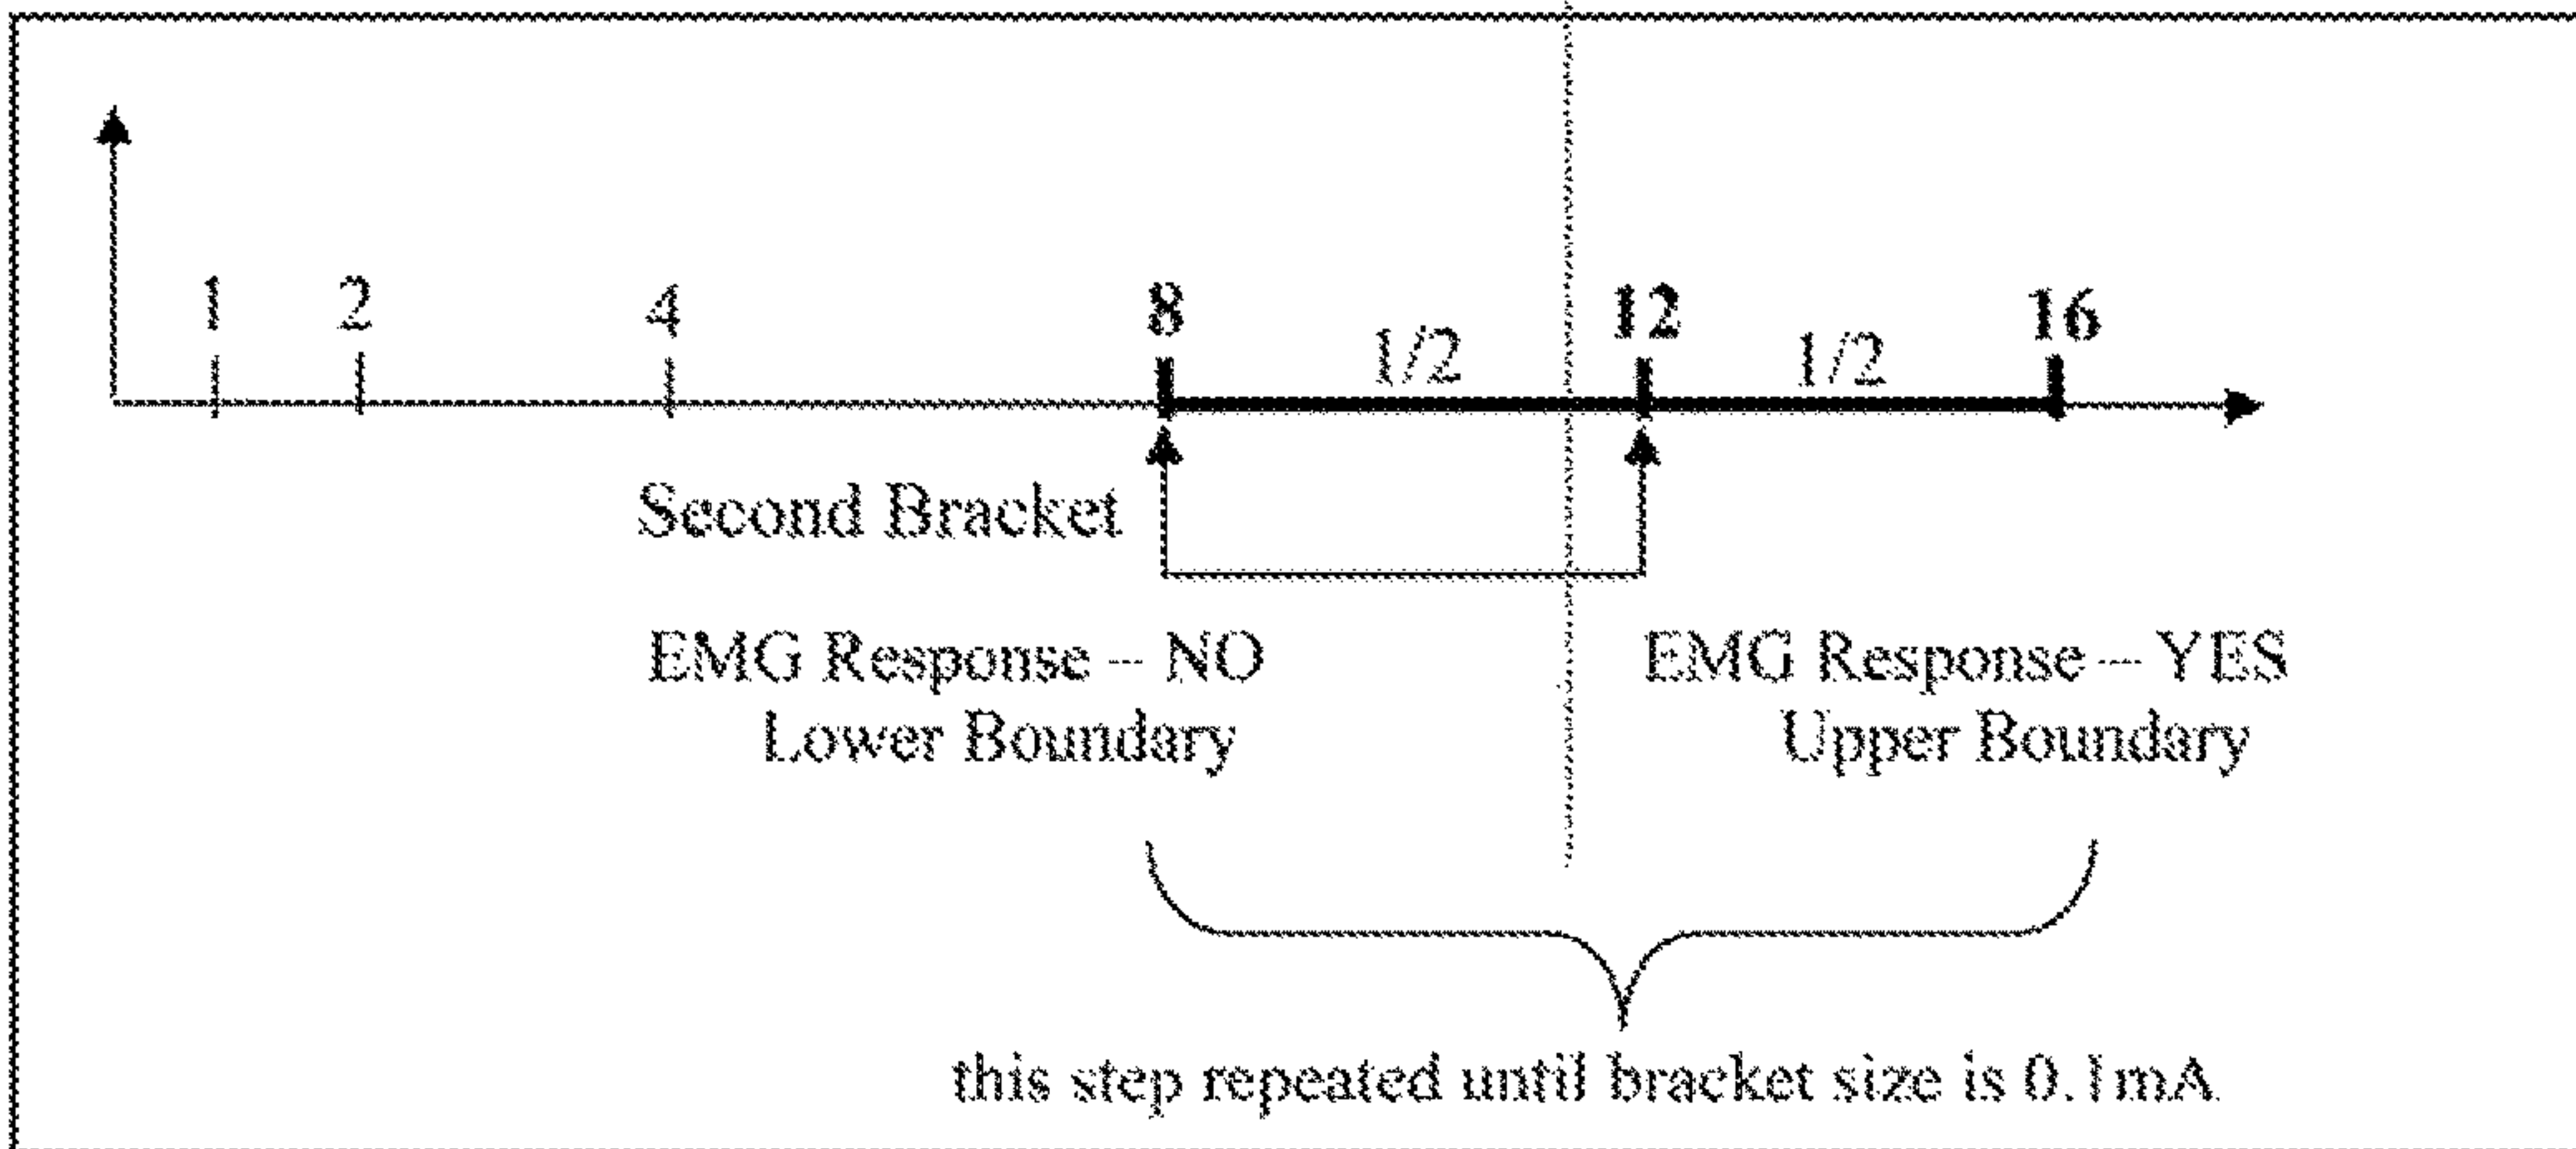 1 2 4 8 12 16
1/2 1/2
Second Bracket
EMG Response -- NO
Lower Boundary
EMG Response -- YES
Upper Boundary
this step repeated until bracket size is 0.1mA